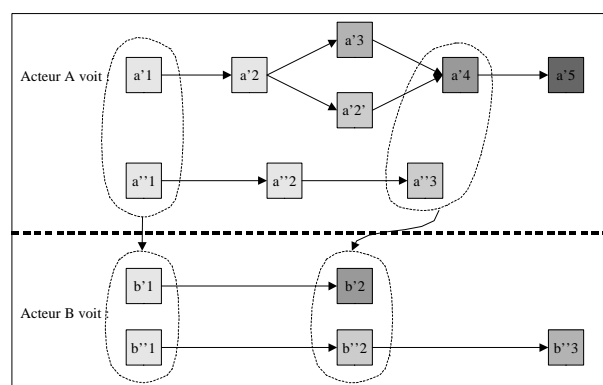 a'3
Acteur A voit :
a'1
a'2
a'4
a'5
a'2'
a''1
a''2
a''3
b'1
b'2
Acteur B voit :
b''1
b''2
b''3